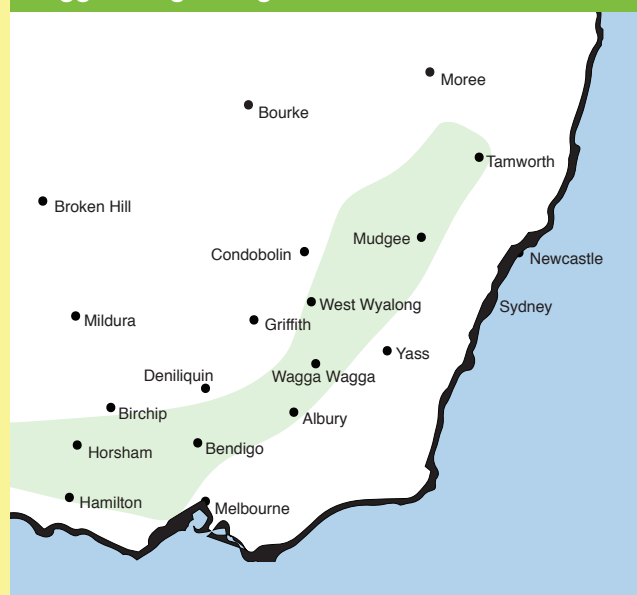 Moree
Bourke
Tamworth
Broken Hill
Mudgee
Condobolin
Newcastle
West Wyalong
Sydney
Mildura
Griffith
Yass
Deniliquin
Wagga Wagga
Birchip
Albury
Horsham
Bendigo
Hamilton
Melbourne